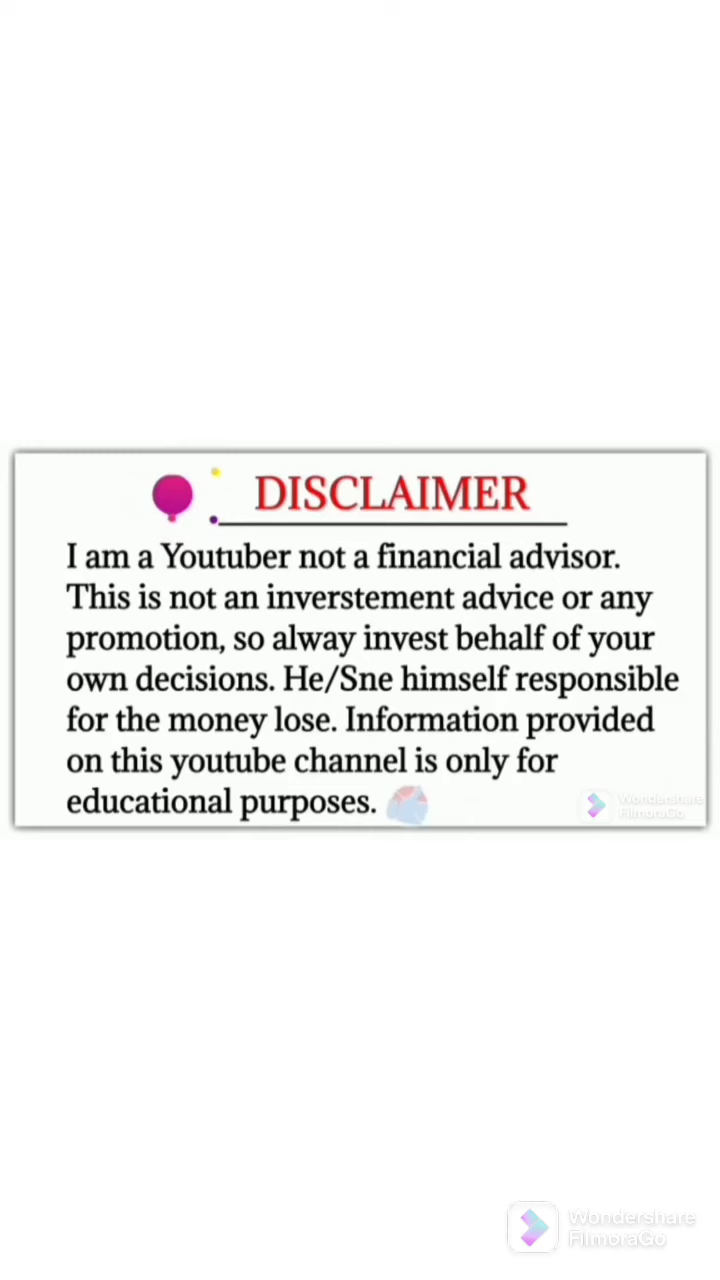 DISCLAIMER
I am a Youtuber not a financial advisor.
This is not an inverstement advice or any
promotion, so alway invest behalf of your
own decisions. He/Sne himself responsible
for the money lose. Information provided
on this youtube channel is only for
educational purposes.
Wondershare
FilmoraGo
Wondershare
FilmoraGo